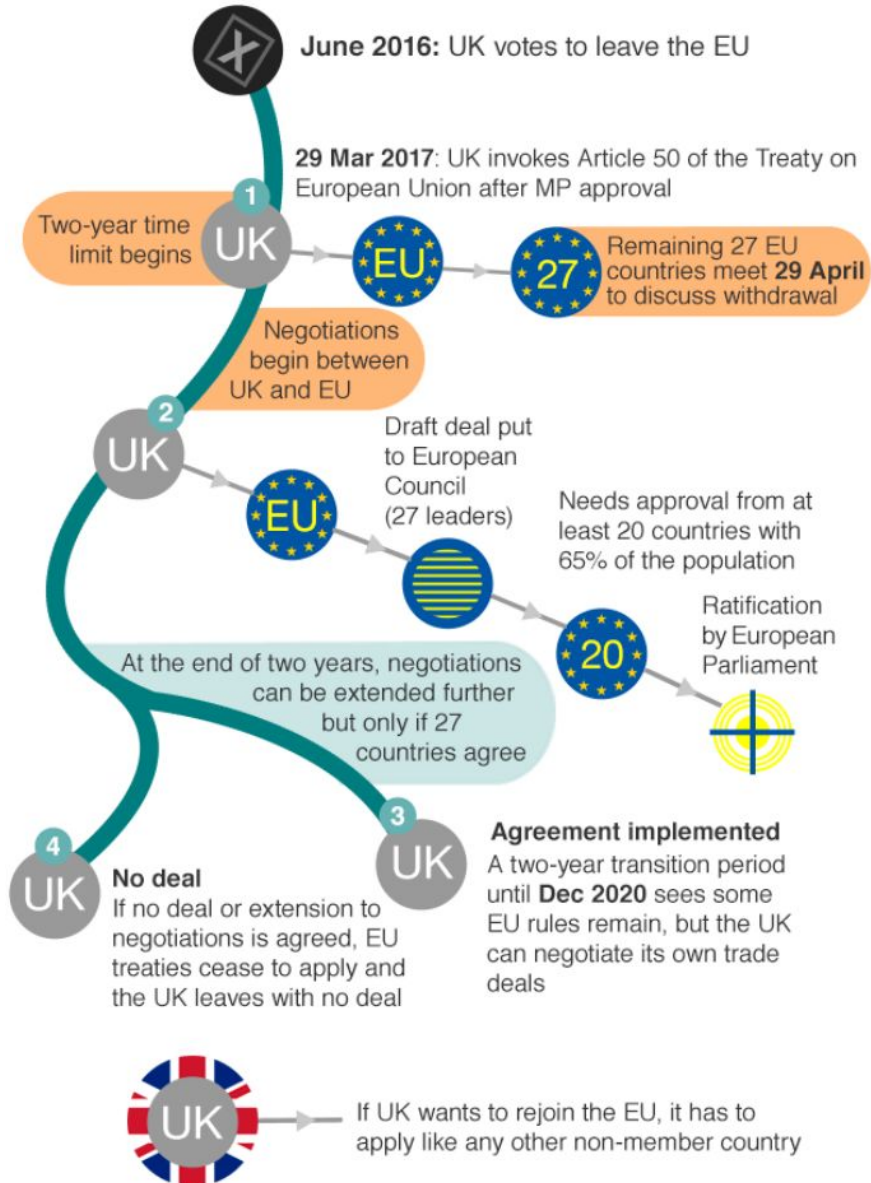 June 2016: UK votes to leave the EU
29 Mar 2017: UK invokes Article 50 of the Treaty on
European Union after MP approval
1
Two-year time
limit begins
UK
EU
27
Remaining 27 EU
countries meet 29 April
to discuss withdrawal
Negotiations
begin between
UK and EU
2
UK
EU
Draft deal put
to European
Council
(27 leaders)
Needs approval from at
least 20 countries with
65% of the population
20
Ratification
by European
Parliament
At the end of two years, negotiations
can be extended further
but only if 27
countries agree
4
UK
No deal
If no deal or extension to
negotiations is agreed, EU
treaties cease to apply and
the UK leaves with no deal
3
UK
Agreement implemented
A two-year transition period
until Dec 2020 sees some
EU rules remain, but the UK
can negotiate its own trade
deals
UK
If UK wants to rejoin the EU, it has to
apply like any other non-member country